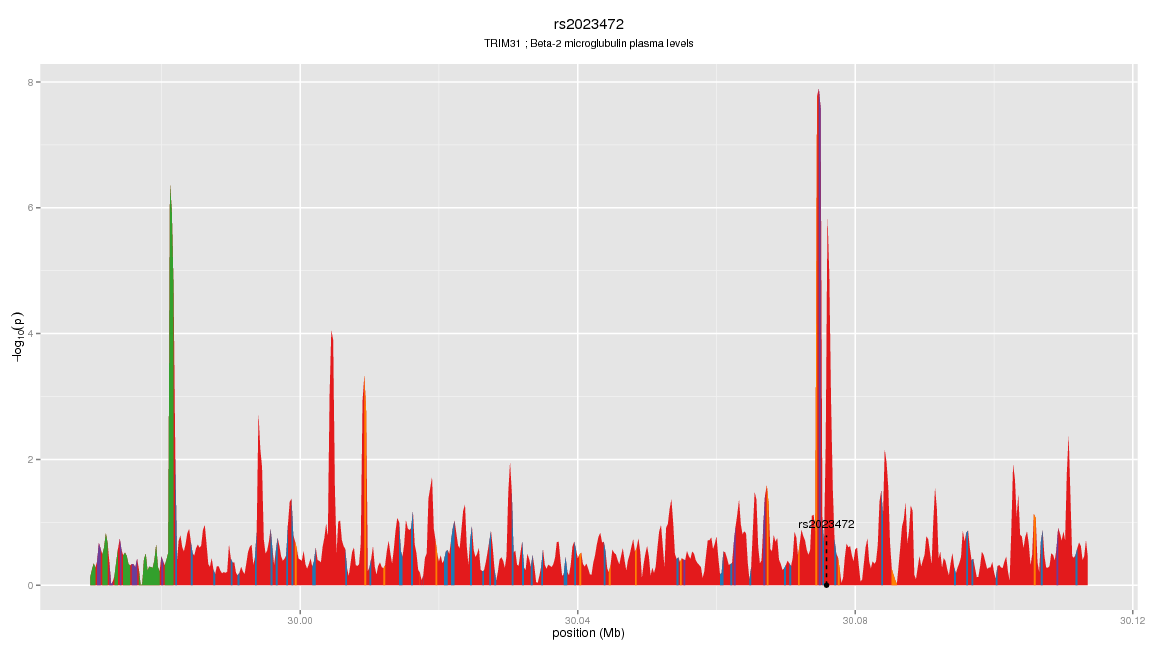 rs2023472
TRIM31 ; Beta-2 microglubulin plasma levels
8
6
4
2
0
−log10(p)
rs2023472
30.00
30.04
30.08
30.12
position (Mb)